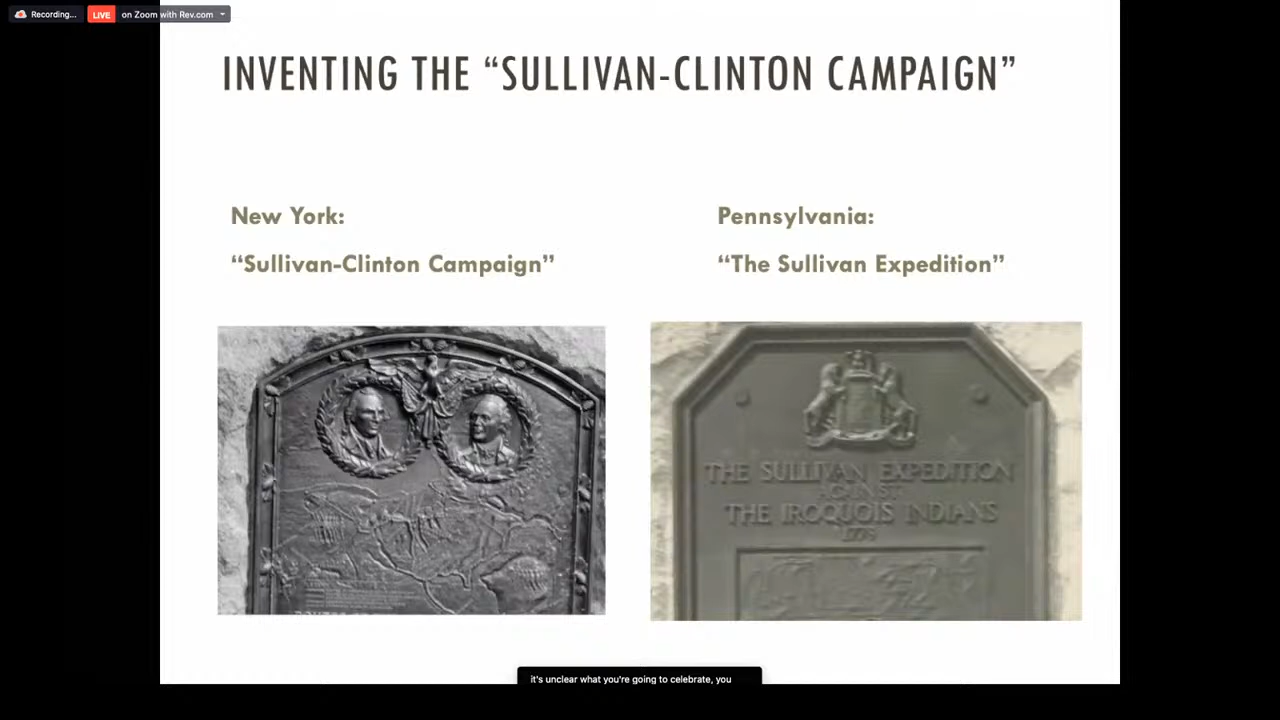 Recording...
LIVE
on Zoom with Rev.com
INVENTING THE “SULLIVAN-CLINTON CAMPAIGN”
New York:
“Sullivan-Clinton Campaign”
Pennsylvania:
“The Sullivan Expedition”
THE SULLIVAN EXPEDITION
AGAINST
THE IROQUOIS INDIANS
1779
it's unclear what you're going to celebrate, you